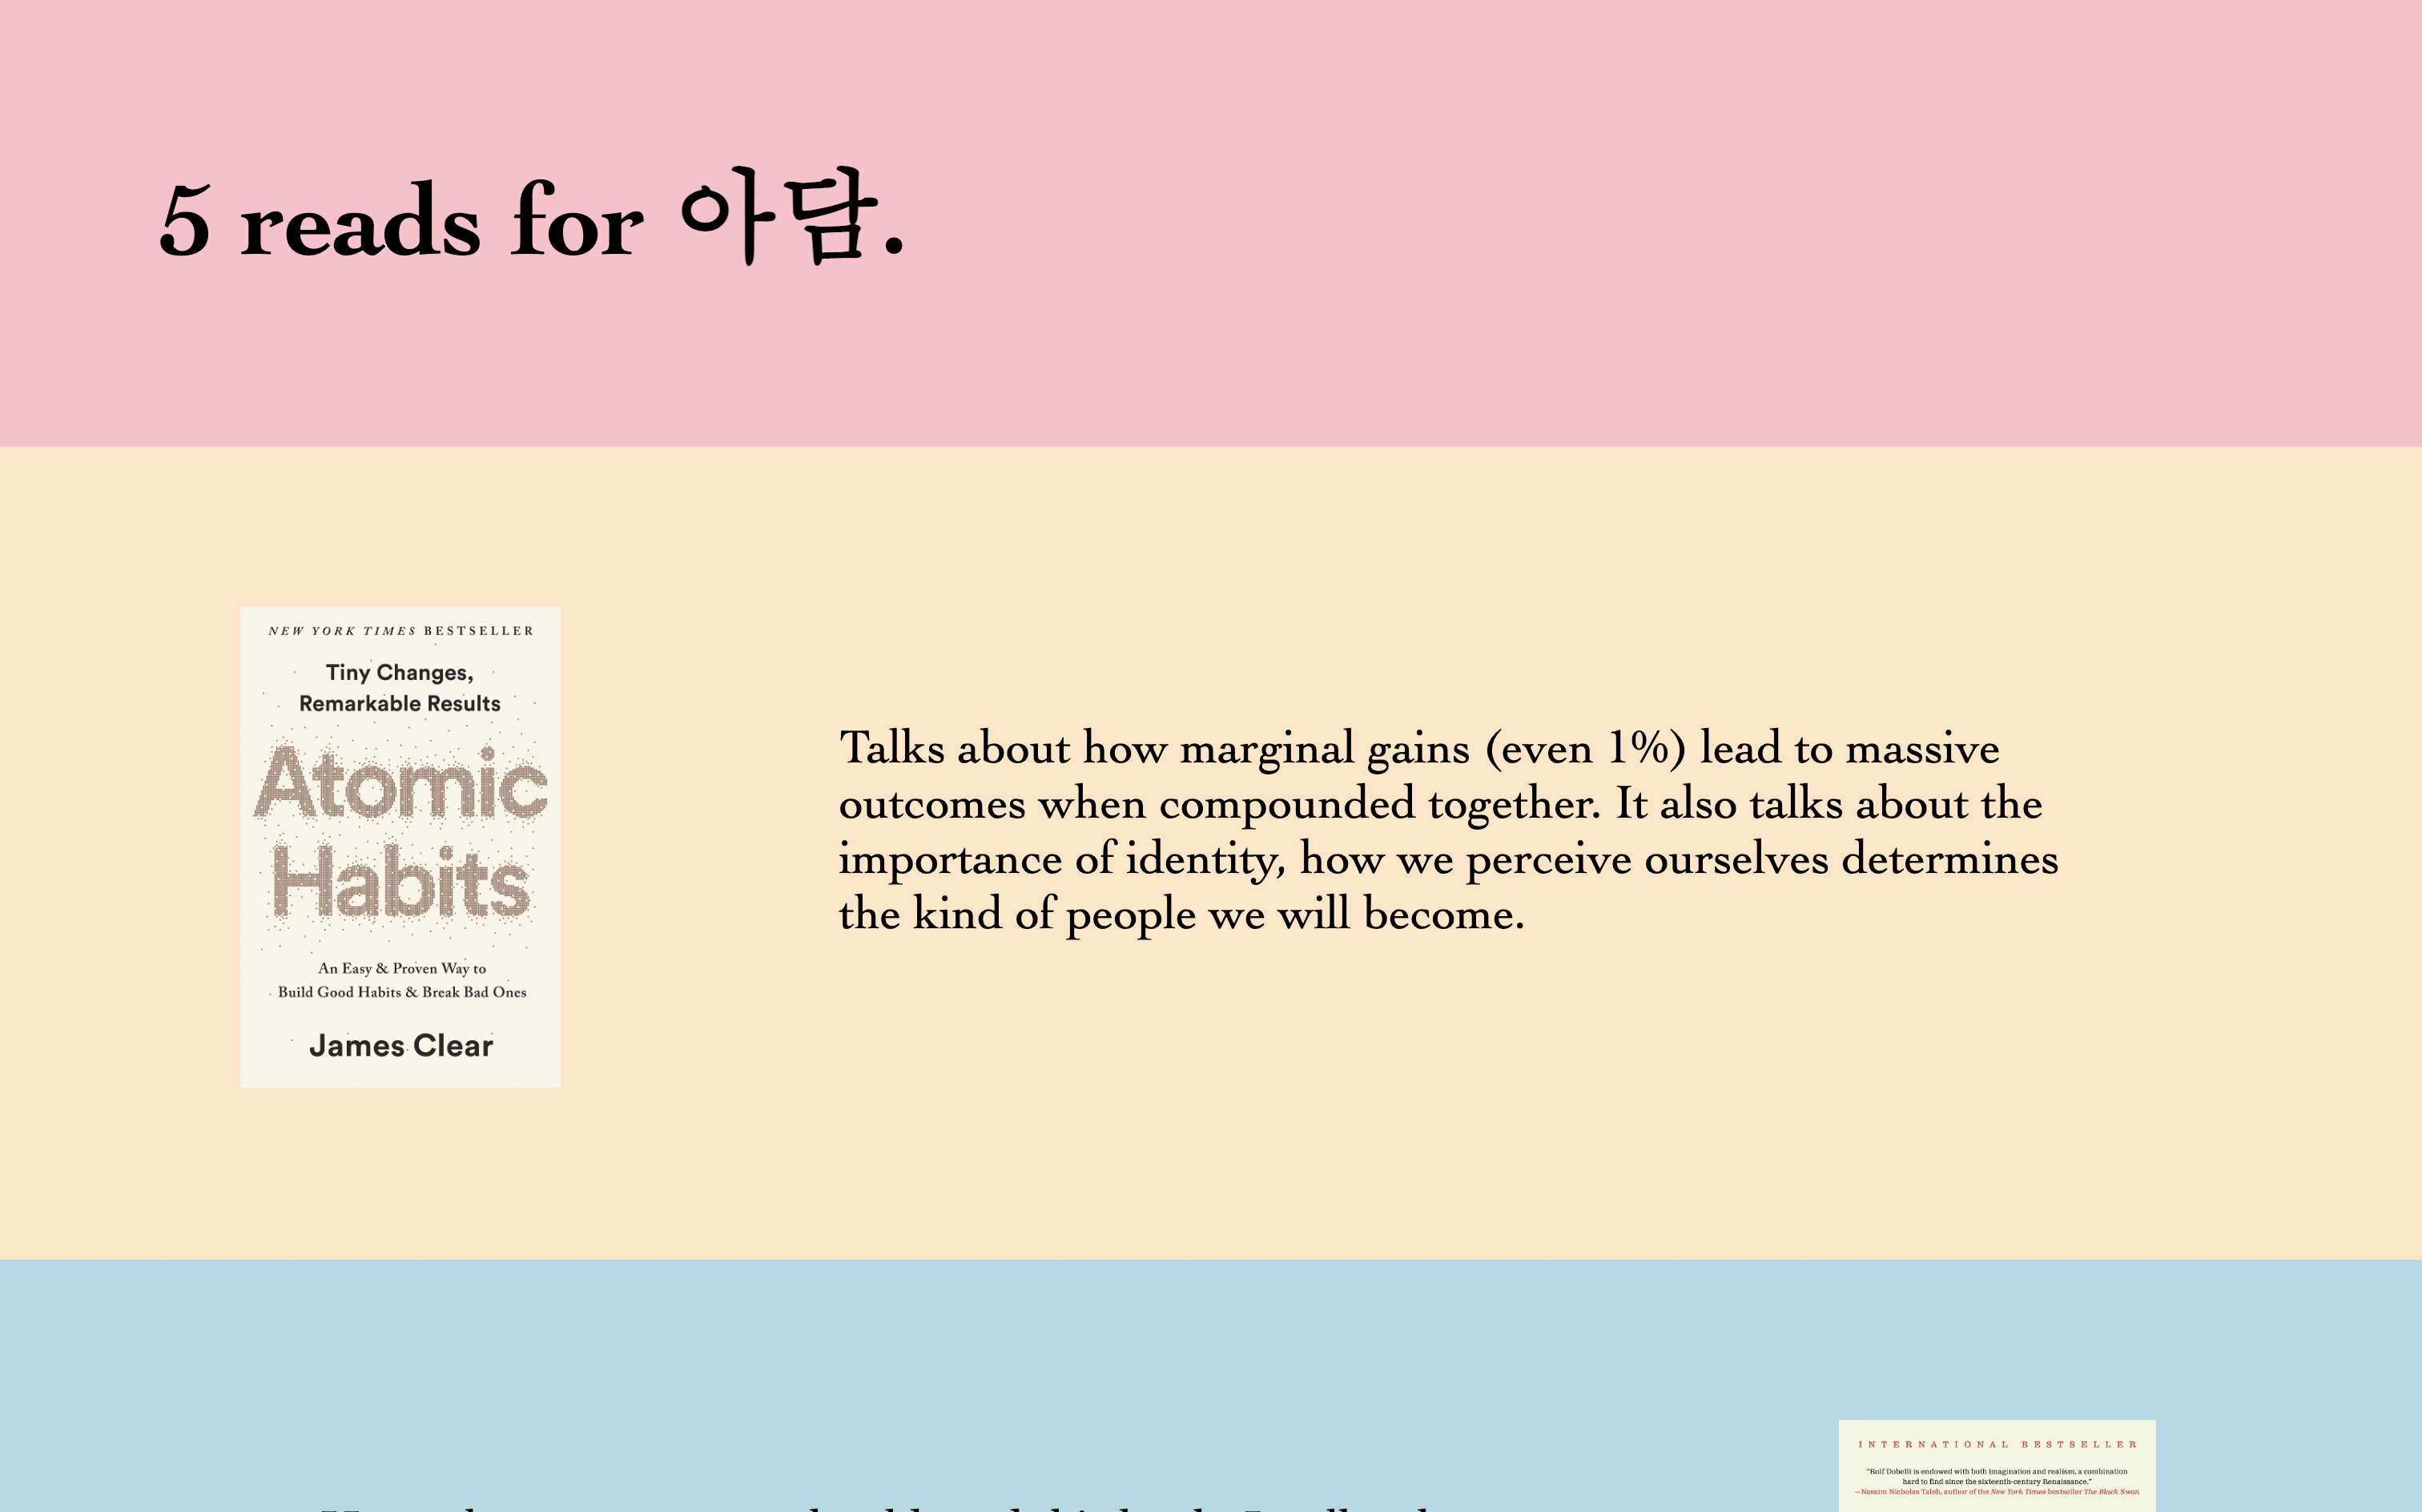 5 reads for 아담.
NEW YORK TIMES BESTSELLER
Tiny Changes,
Remarkable Results
Atomic
Habits
An Easy & Proven Way to
Build Good Habits & Break Bad Ones
James Clear
Talks about how marginal gains (even 1%) lead to massive
outcomes when compounded together. It also talks about the
importance of identity, how we perceive ourselves determines
the kind of people we will become.
INTERNATIONAL BESTSELLER
"Rolf Dobelli is endowed with both imagination and realism, a combination
hard to find since the sixteenth-century Renaissance."
—Nassim Nicholas Taleb, author of the New York Times bestseller The Black Swan